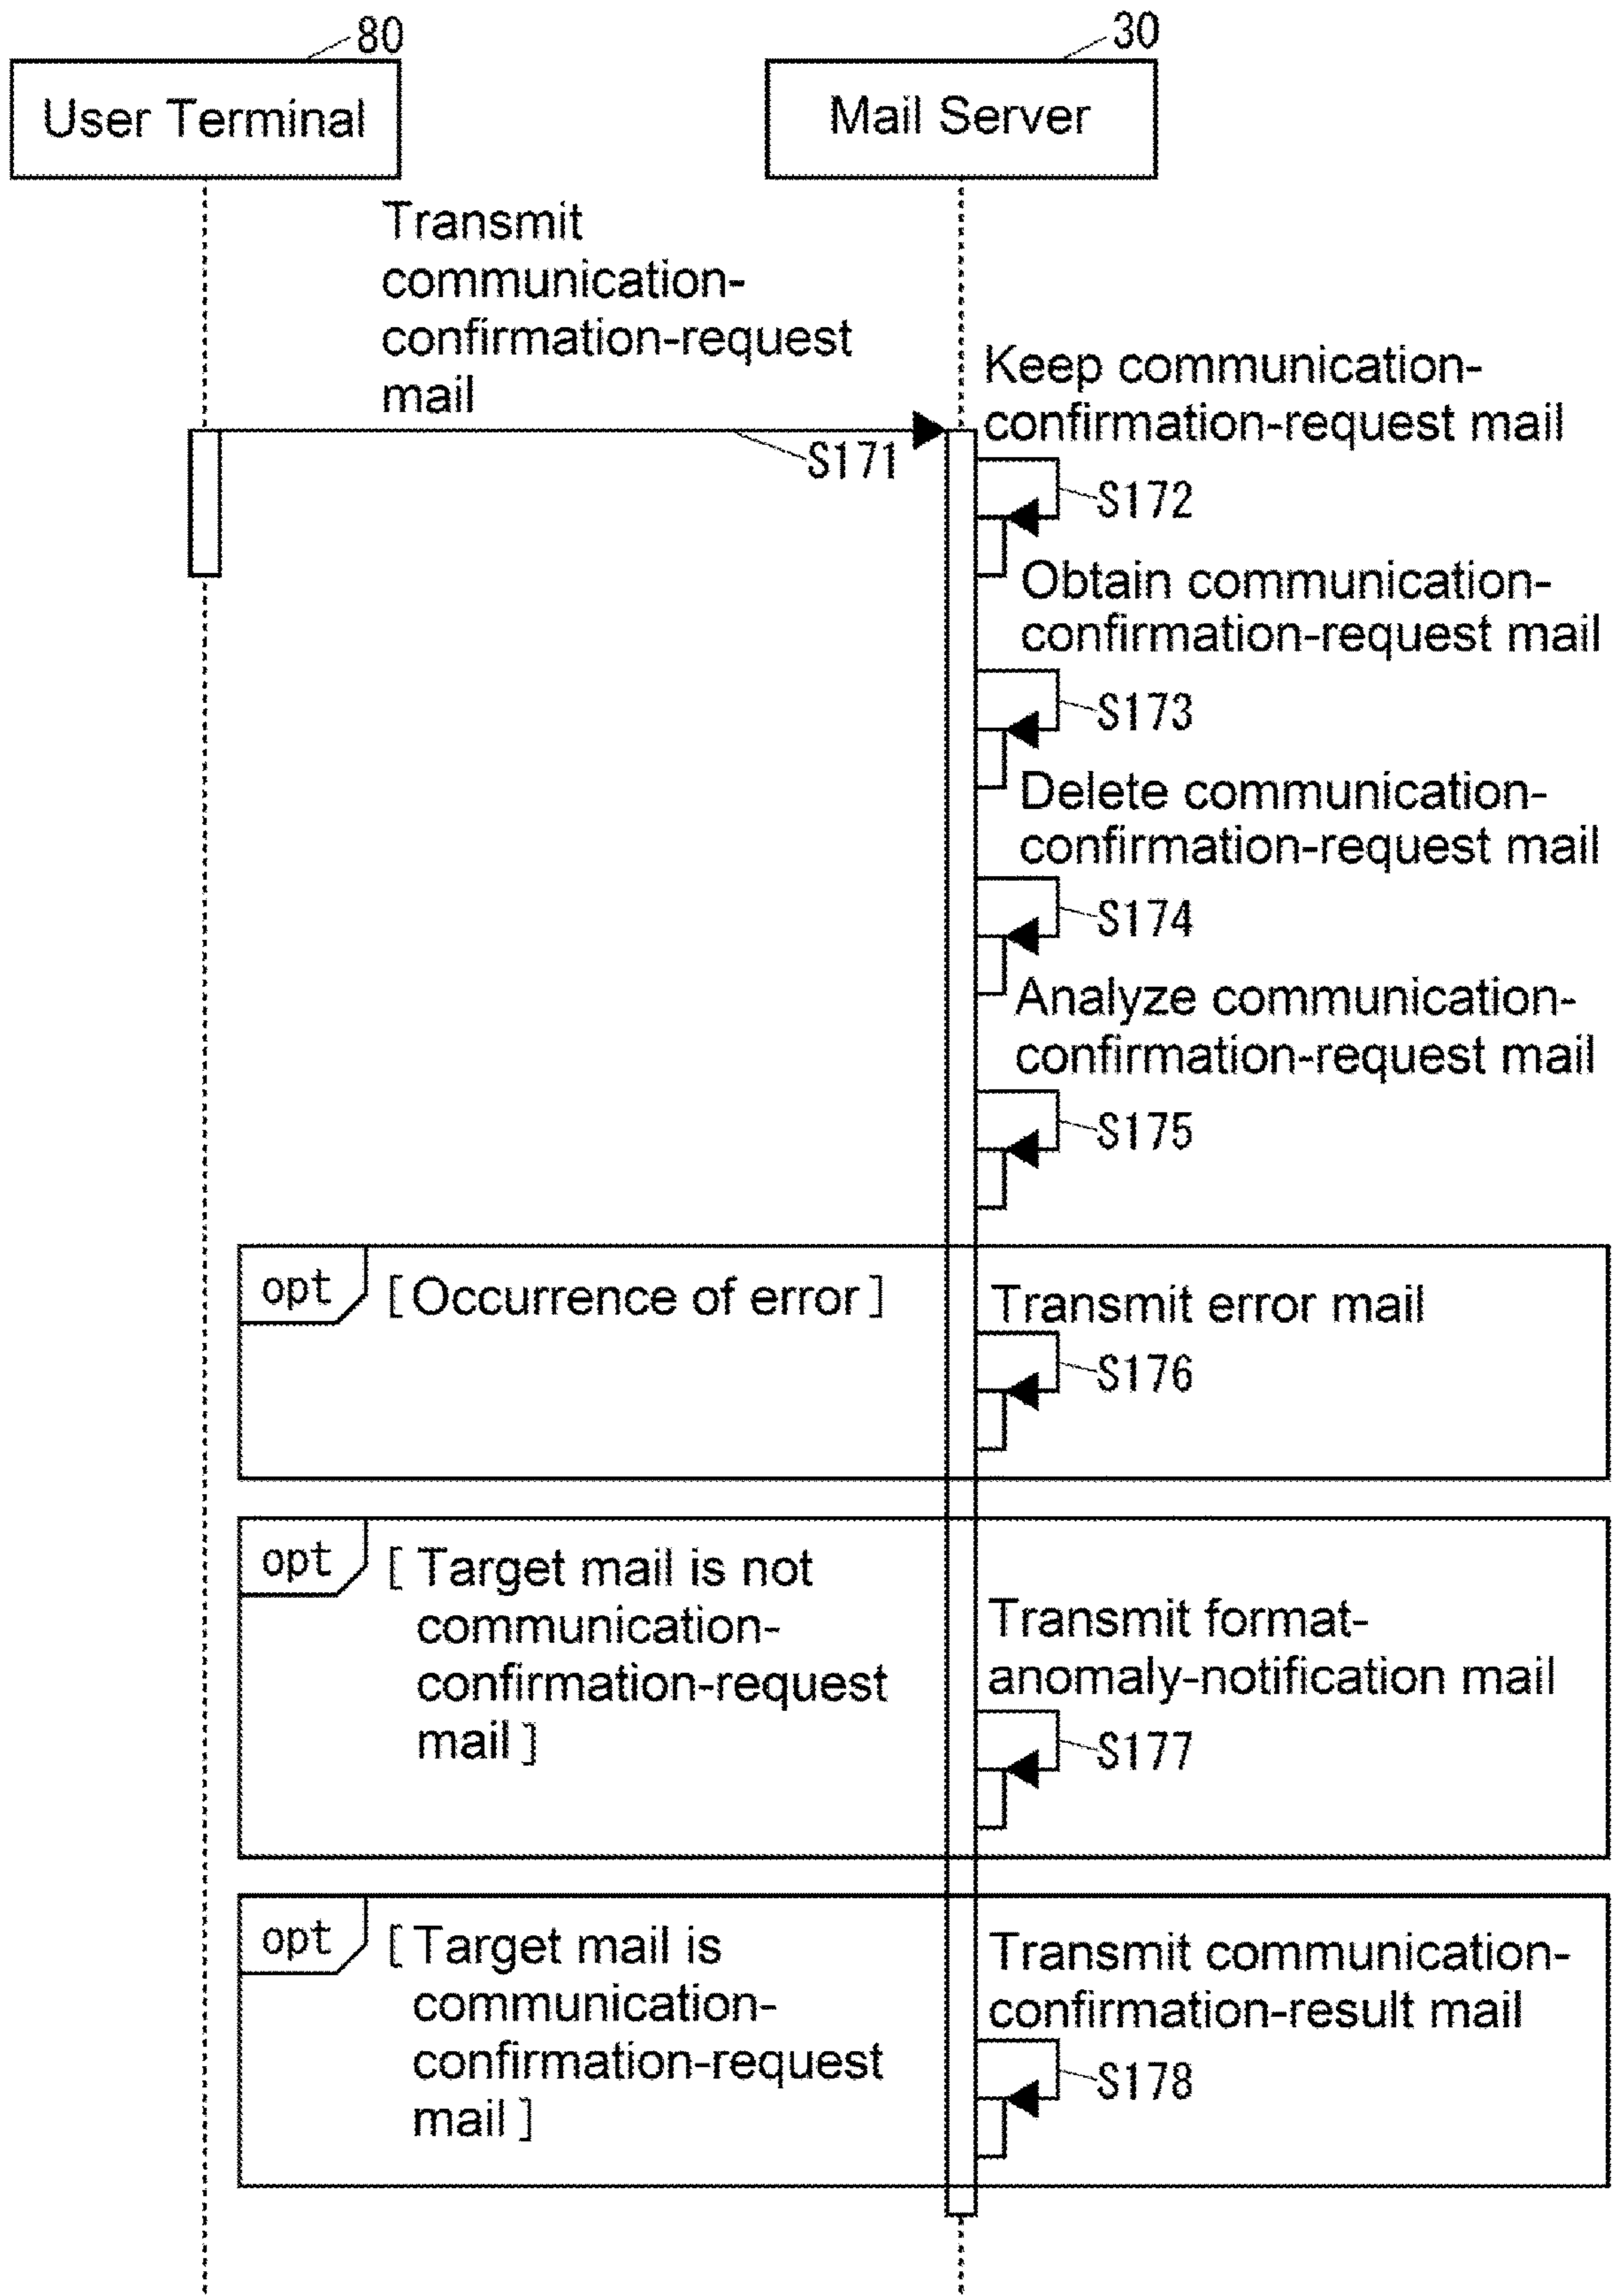 80
30
User Terminal
Mail Server
Transmit
communication-
confirmation-request
mail
S171
Keep communication-
confirmation-request mail
S172
Obtain communication-
confirmation-request mail
S173
Delete communication-
confirmation-request mail
S174
Analyze communication-
confirmation-request mail
S175
opt
[Occurrence of error]
Transmit error mail
S176
opt
[ Target mail is not
communication-
confirmation-request
mail ]
Transmit format-
anomaly-notification mail
S177
opt
[ Target mail is
communication-
confirmation-request
mail ]
Transmit communication-
confirmation-result mail
S178